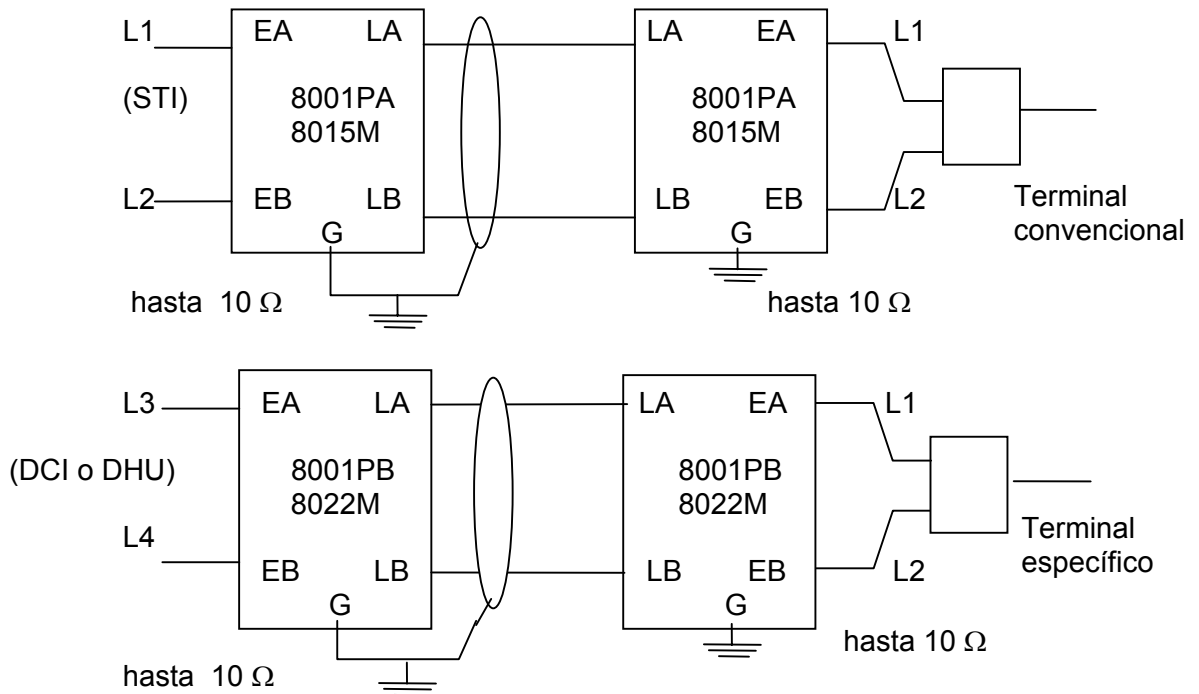 L1
EA LA
LA EA
L1
(STI)
8001PA
8015M
8001PA
8015M
L2
EB LB
G
LB EB
G
L2
Terminal
convencional
hasta 10 Ω
hasta 10 Ω
L3
EA LA
LA EA
L1
(DCI o DHU)
8001PB
8022M
8001PB
8022M
L4
EB LB
G
LB EB
G
L2
Terminal
específico
hasta 10 Ω
hasta 10 Ω